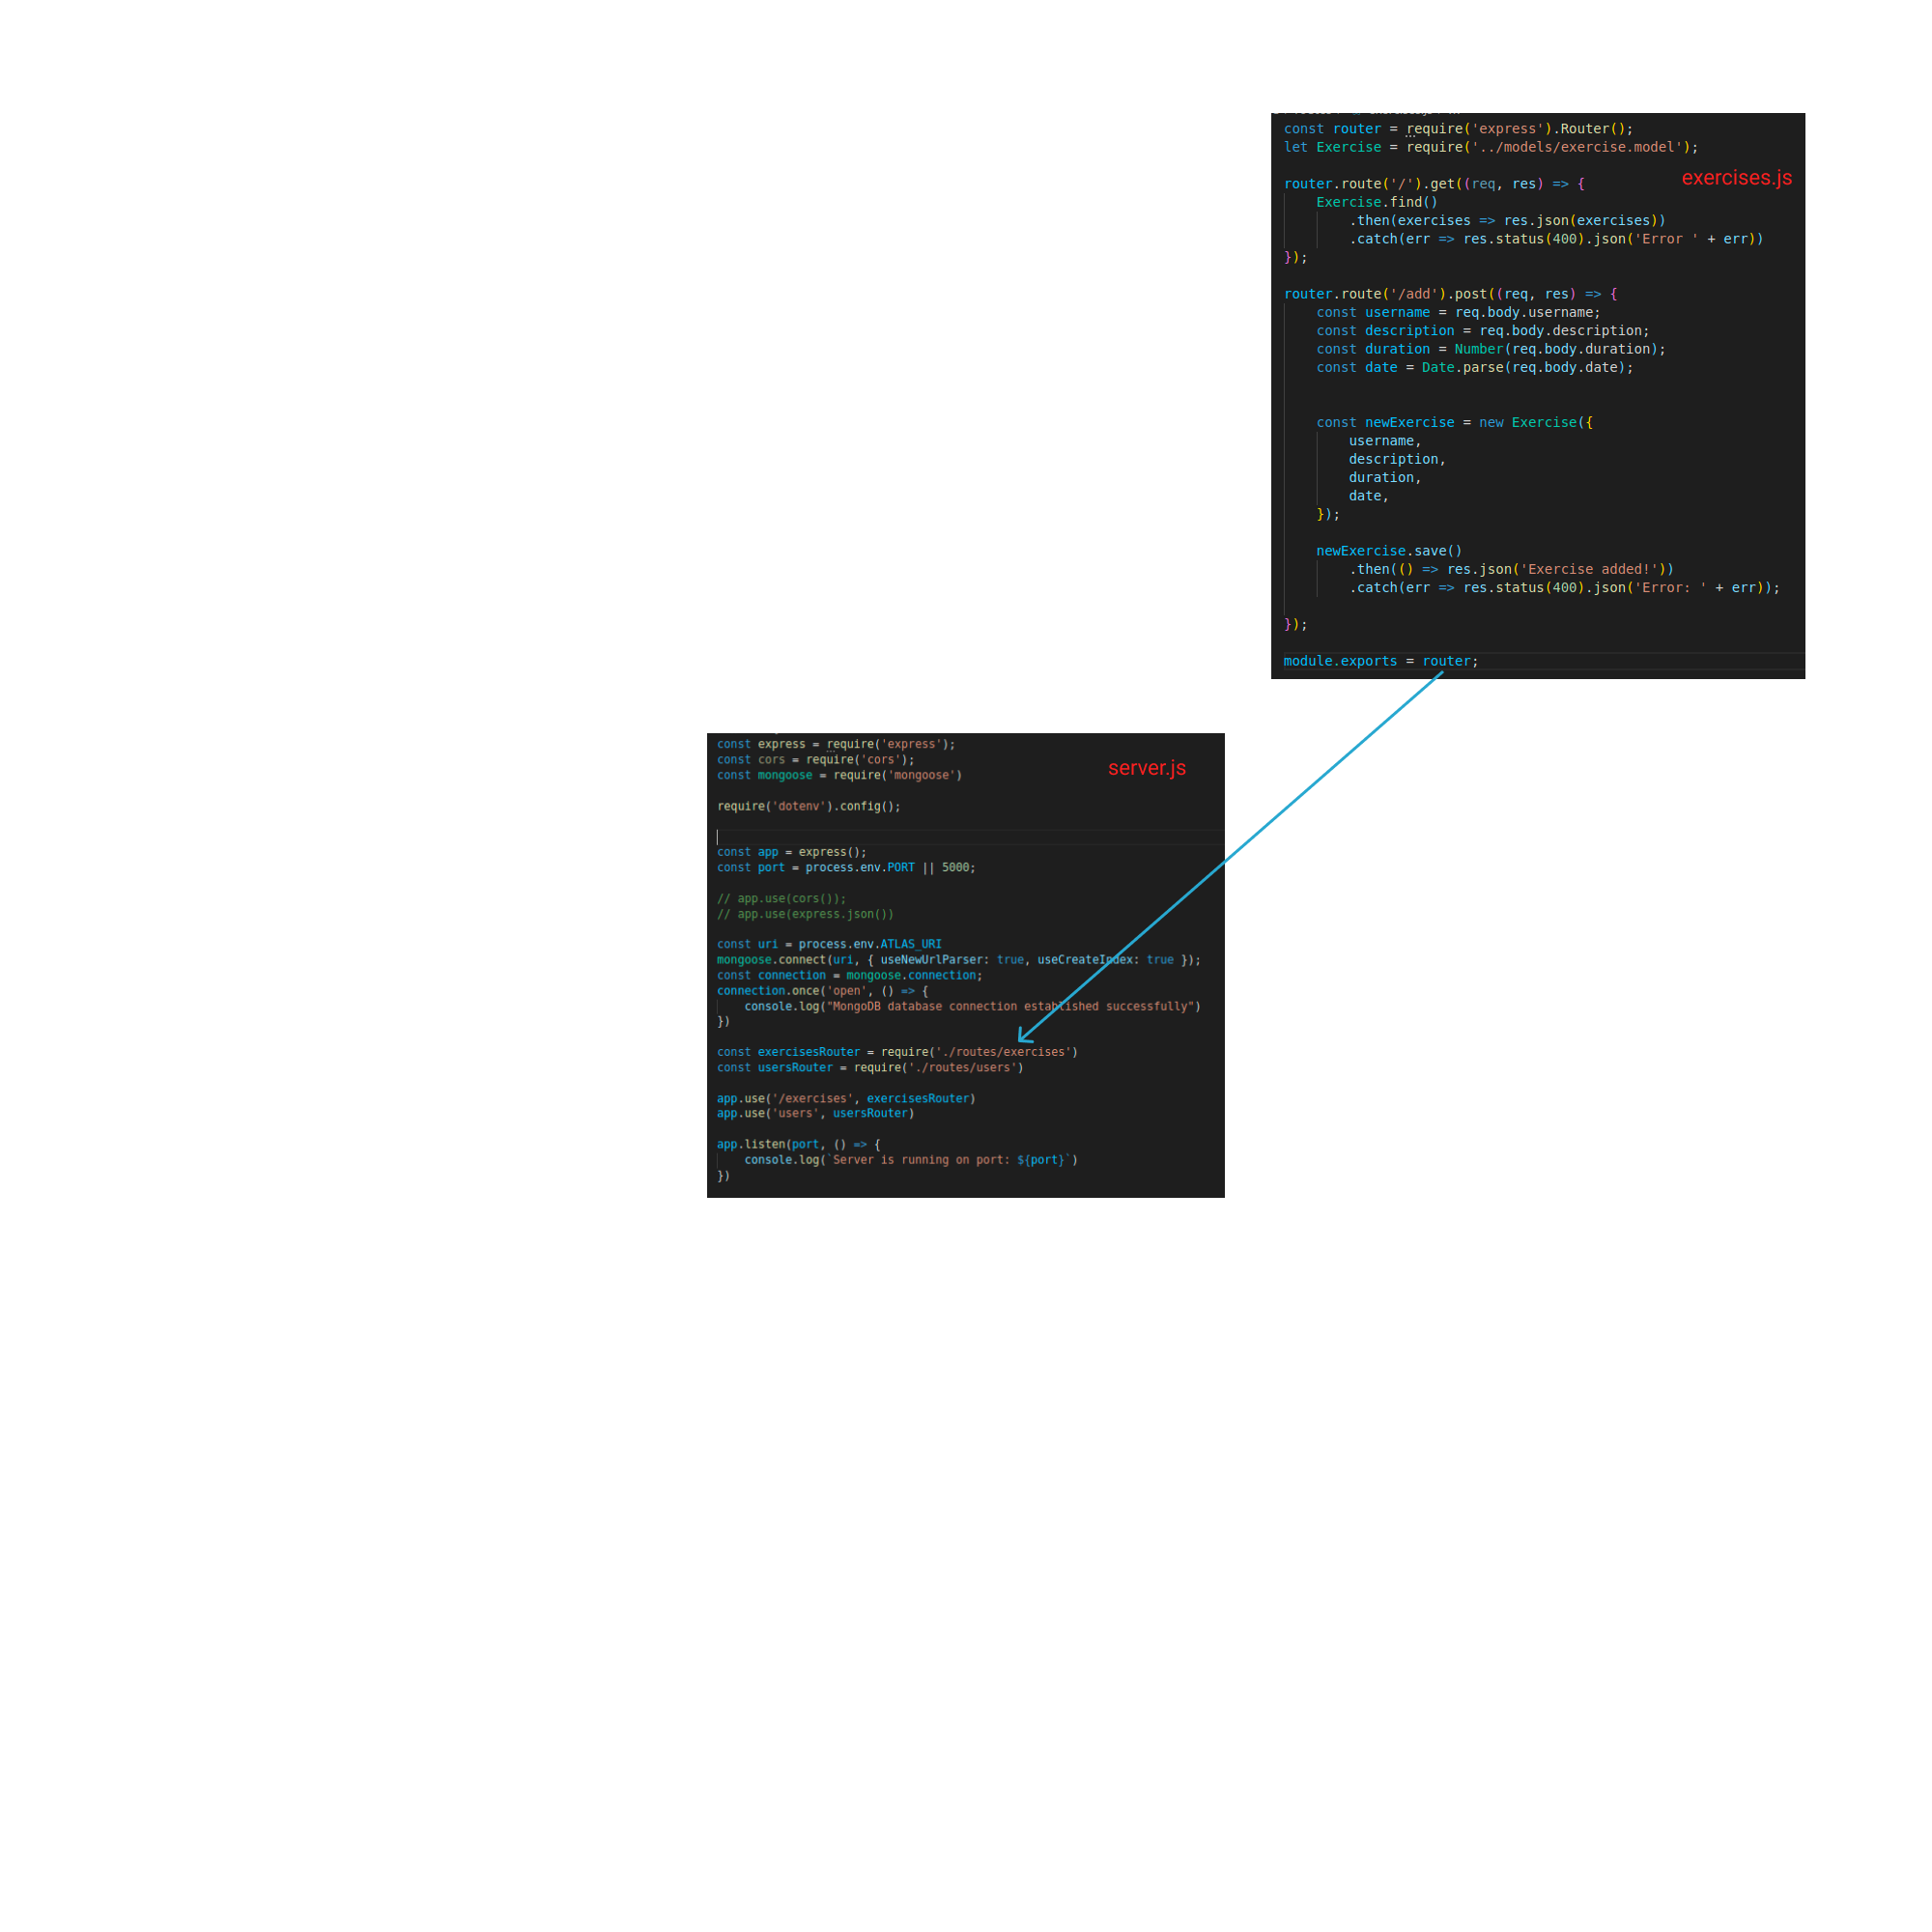 const router = require('express').Router();
let Exercise = require('../models/exercise.model');
exercises.js
router.route('/').get((req, res) => {
    Exercise.find()
        .then(exercises => res.json(exercises))
        .catch(err => res.status(400).json('Error ' + err))
});
router.route('/add').post((req, res) => {
    const username = req.body.username;
    const description = req.body.description;
    const duration = Number(req.body.duration);
    const date = Date.parse(req.body.date);
    const newExercise = new Exercise({
        username,
        description,
        duration,
        date,
    });
    newExercise.save()
        .then(() => res.json('Exercise added!'))
        .catch(err => res.status(400).json('Error: ' + err));
});
module.exports = router;
const express = require('express');
const cors = require('cors');
server.js
const mongoose = require('mongoose')
require('dotenv').config();
const app = express();
const port = process.env.PORT || 5000;
// app.use(cors());
// app.use(express.json())
const uri = process.env.ATLAS_URI
mongoose.connect(uri, { useNewUrlParser: true, useCreateIndex: true });
const connection = mongoose.connection;
connection.once('open', () => {
    console.log("MongoDB database connection established successfully")
})
const exercisesRouter = require('./routes/exercises')
const usersRouter = require('./routes/users')
app.use('/exercises', exercisesRouter)
app.use('users', usersRouter)
app.listen(port, () => {
    console.log(`Server is running on port: ${port}`)
})